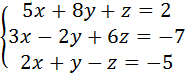 5x + 8y + z = 2
3x − 2y + 6z = −7
2x + y − z = −5